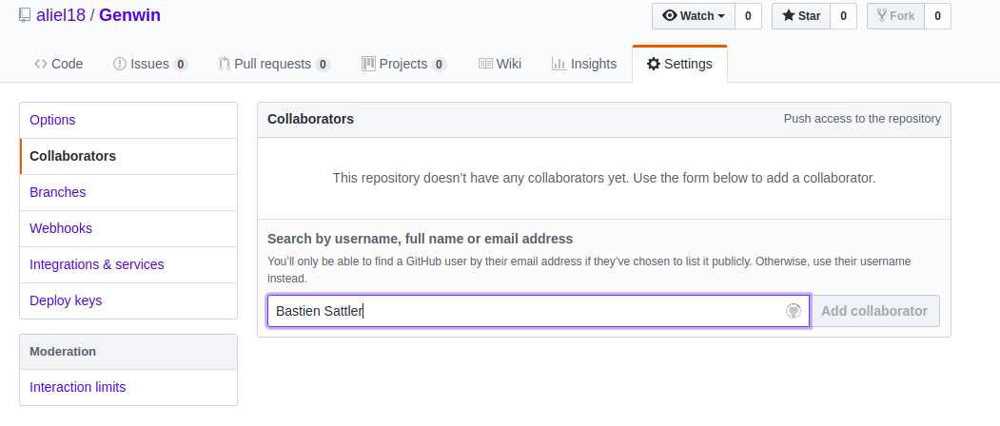 aliel18 / Genwin
Watch 0 Star 0 Fork 0
Code Issues 0 Pull requests 0 Projects 0 Wiki Insights Settings
Options
Collaborators
Branches
Webhooks
Integrations & services
Deploy keys
Moderation
Interaction limits
Collaborators Push access to the repository
This repository doesn’t have any collaborators yet. Use the form below to add a collaborator.
Search by username, full name or email address
You’ll only be able to find a GitHub user by their email address if they’ve chosen to list it publicly. Otherwise, use their username
instead.
Bastien Sattler Add collaborator